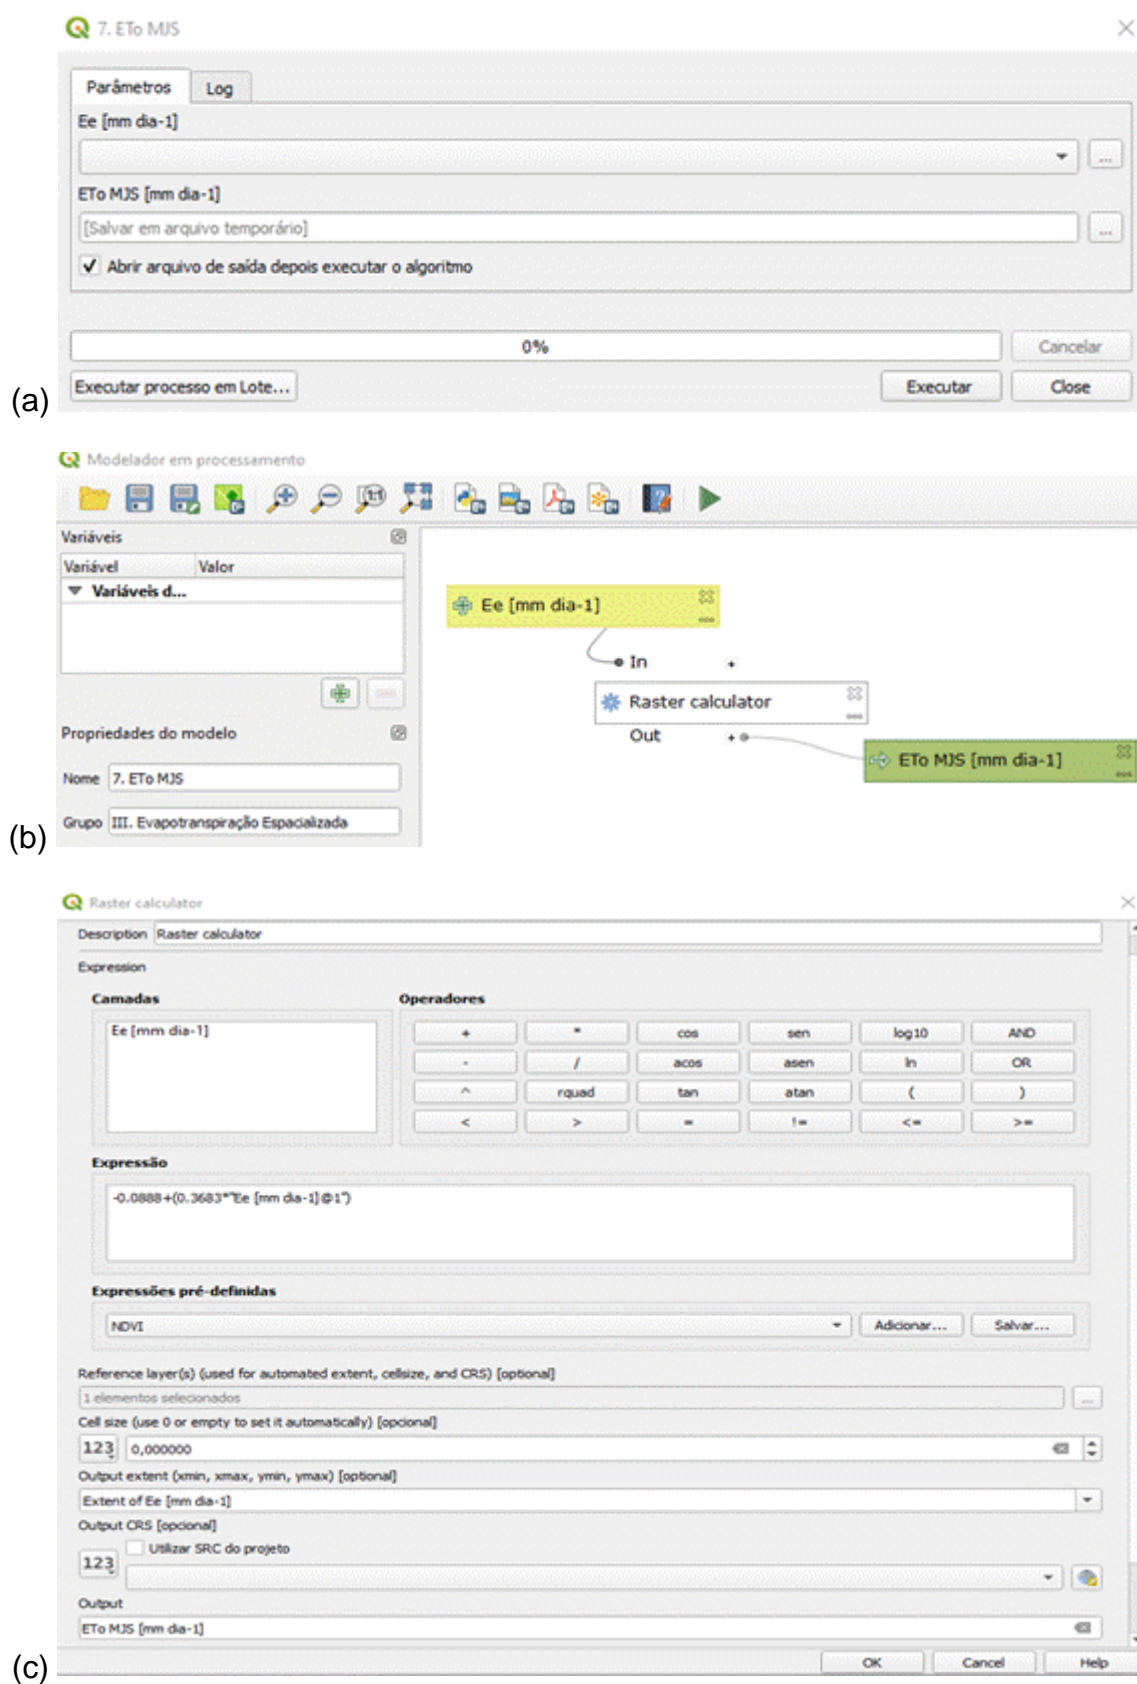 7. ETo MJS
Parâmetros Log
Ee [mm dia-1]
...
ETo MJS [mm dia-1]
[Salvar em arquivo temporário]
...
Abrir arquivo de saída depois executar o algoritmo
0% Cancelar
(a) Executar processo em Lote... Executar Close
Modelador em processamento
Variáveis
Variável Valor
Variáveis d...
Ee [mm dia-1]
In +
Raster calculator
Propriedades do modelo
Out +
ETo MJS [mm dia-1]
Nome 7. ETo MJS
(b) Grupo III. Evapotranspiração Espacializada
Raster calculator
Description Raster calculator
Expression
Camadas Operadores
Ee [mm dia-1]
+ * cos sen log10 AND
- / acos asen ln OR
^ rquad tan atan ( )
< > = != <= >=
Expressão
-0.0888+(0.3683*"Ee [mm dia-1]@1")
Expressões pré-definidas
NDVI Adicionar... Salvar...
Reference layer(s) (used for automated extent, cellsize, and CRS) [optional]
1 elementos selecionados ...
Cell size (use 0 or empty to set it automatically) [opcional]
123 0,000000
Output extent (xmin, xmax, ymin, ymax) [optional]
Extent of Ee [mm dia-1]
Output CRS [opcional]
Utilizar SRC do projeto
123
Output
ETo MJS [mm dia-1]
(c) OK Cancel Help